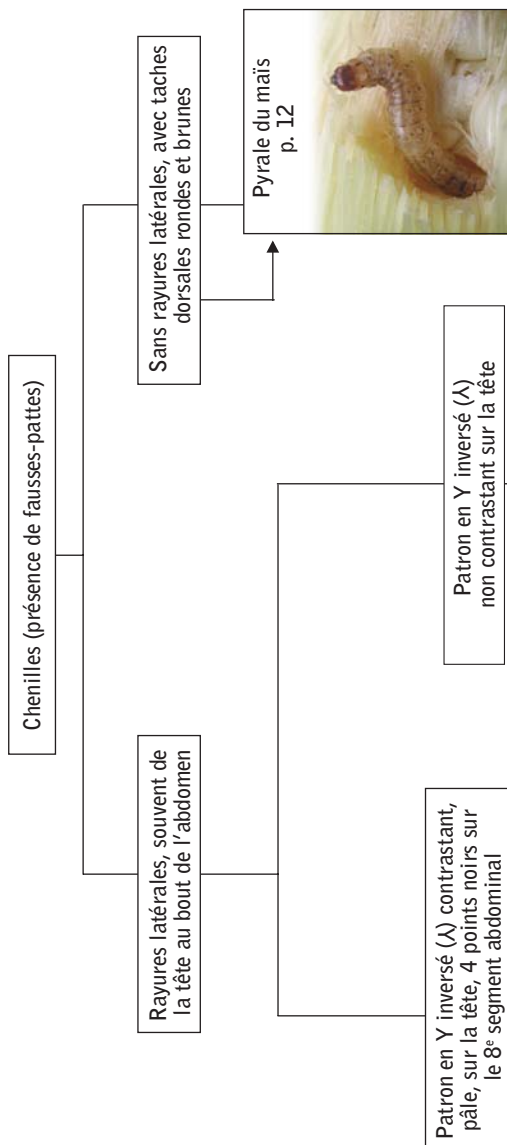 Chenilles (présence de fausses-pattes)
Rayures latérales, souvent de
la tête au bout de l'abdomen
Sans rayures latérales, avec taches
dorsales rondes et brunes
Pyrale du maïs
p. 12
Patron en Y inversé (⅄) contrastant,
pâle, sur la tête, 4 points noirs sur
le 8e segment abdominal
Patron en Y inversé (⅄)
non contrastant sur la tête